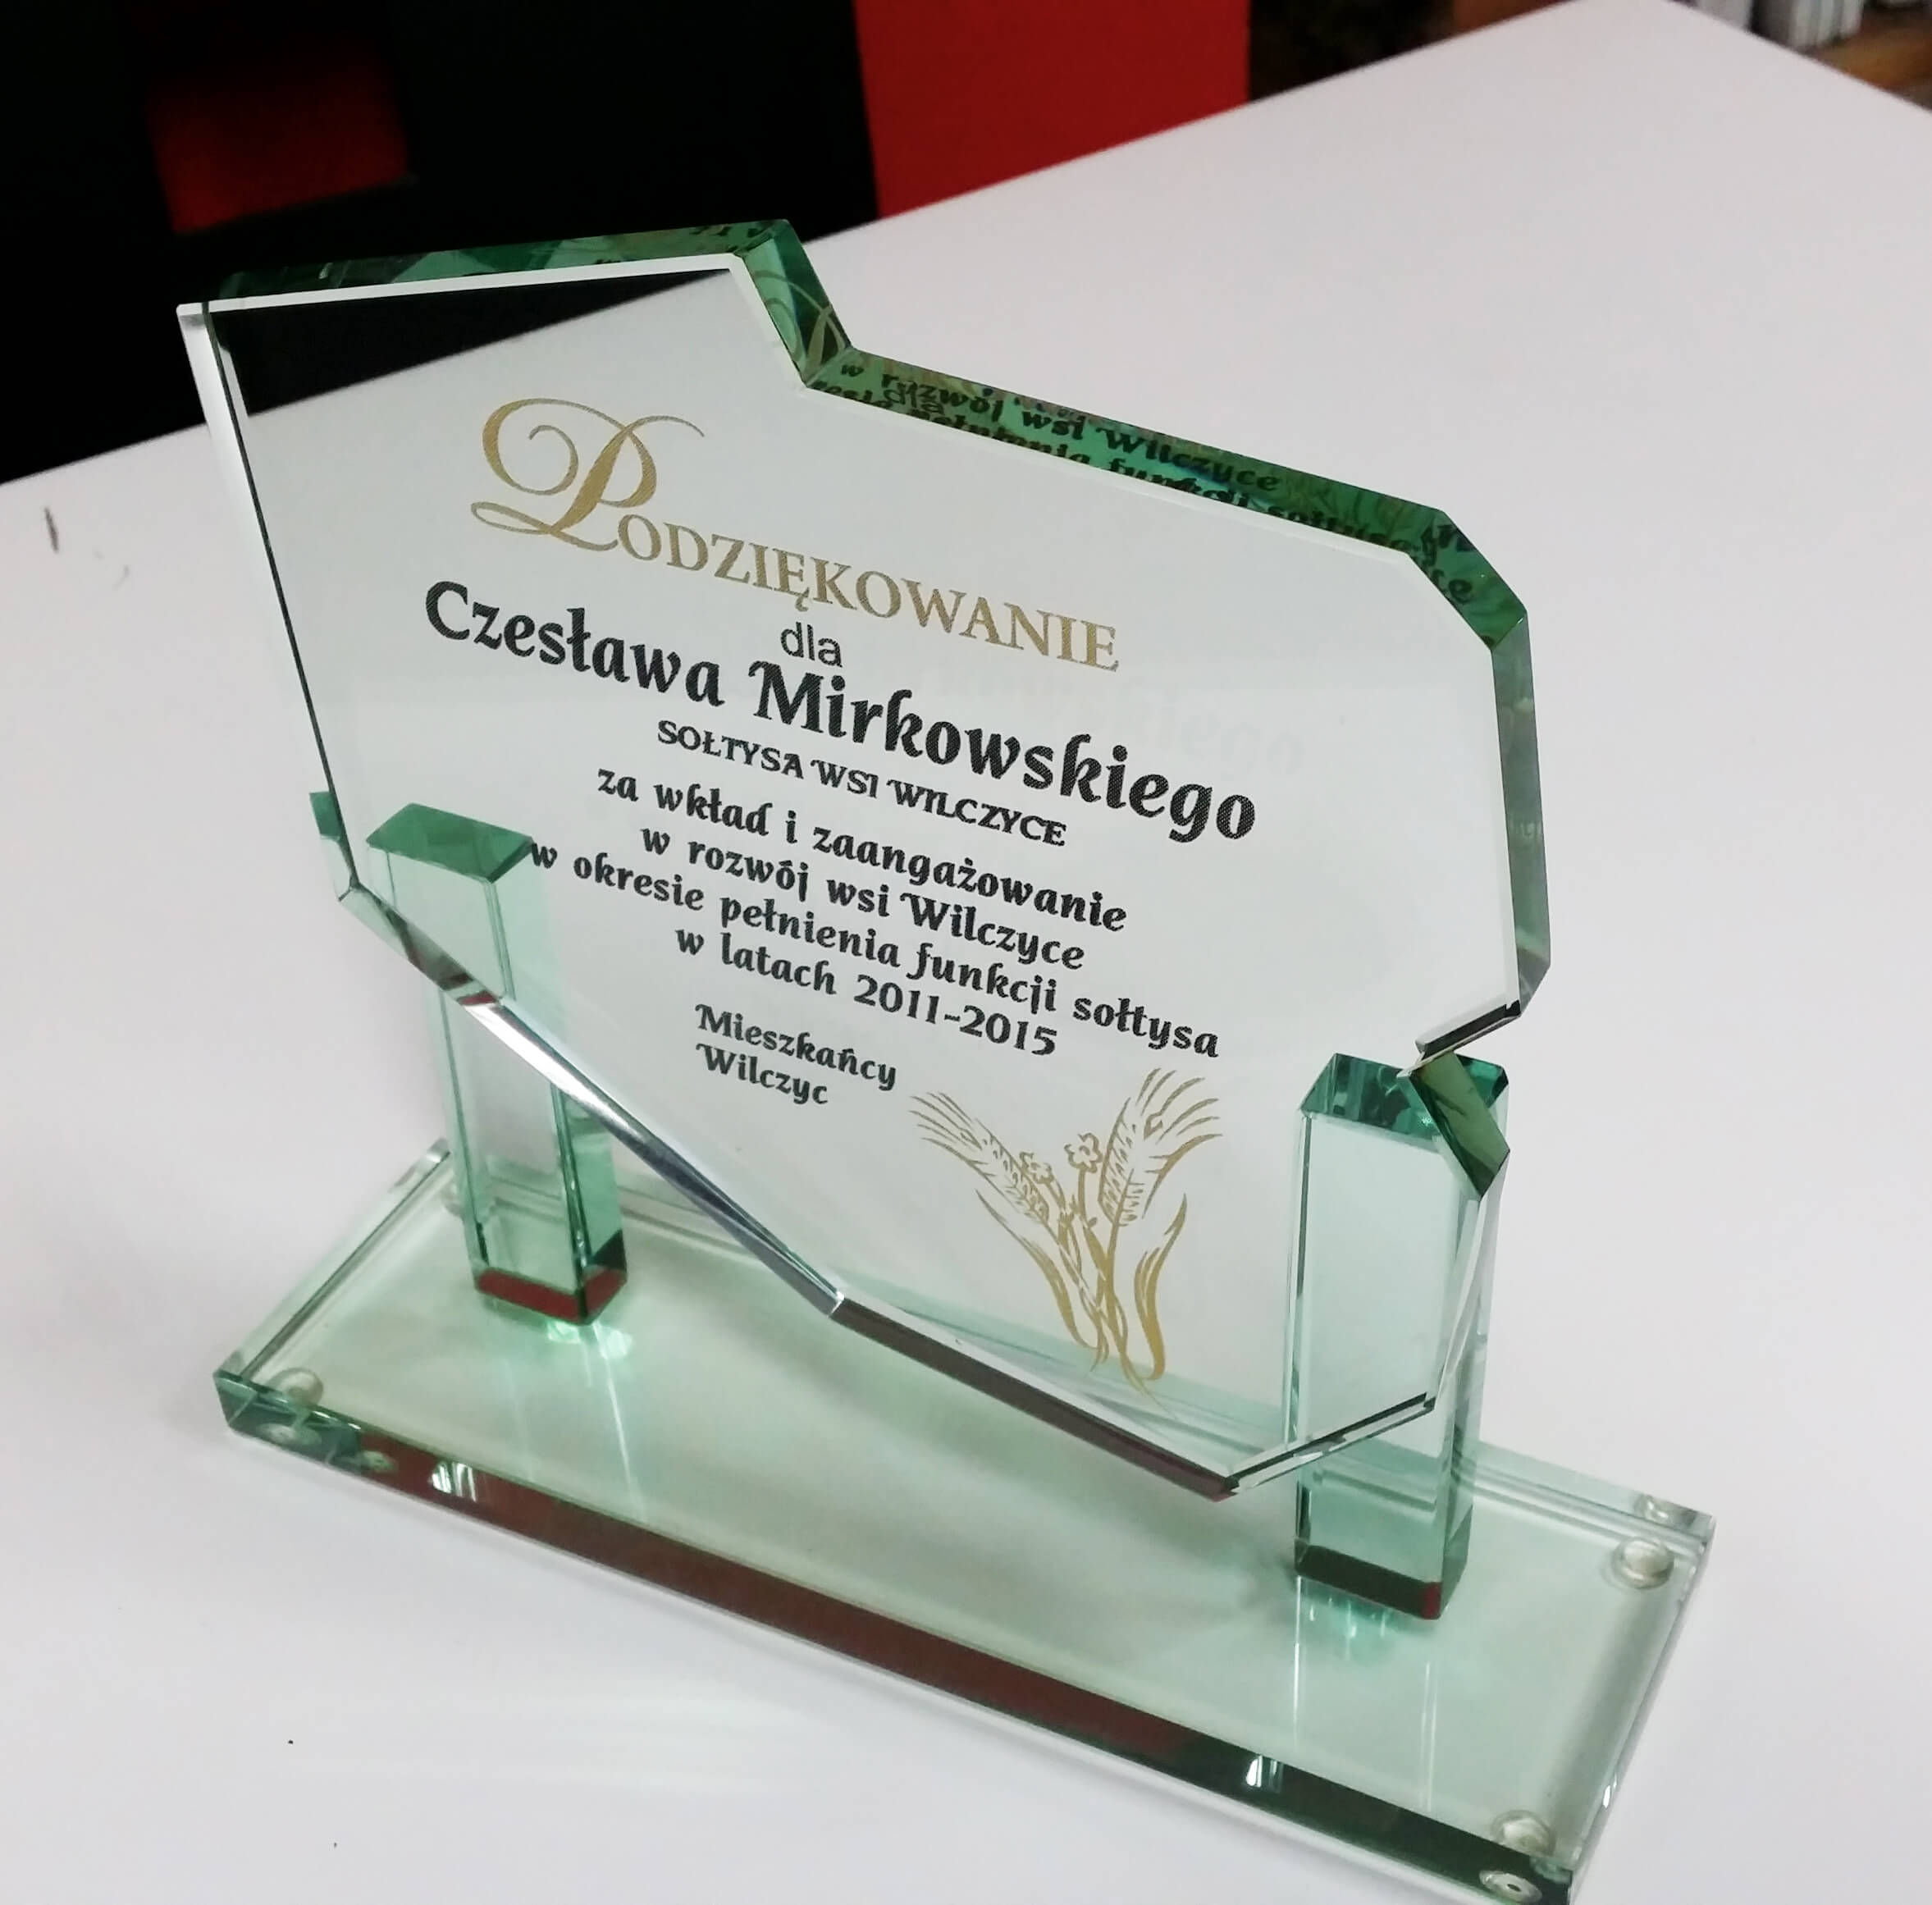 PODZIĘKOWANIE
dla
Czesława Mirkowskiego
SOŁTYSA WSI WILCZYCE
za wkład i zaangażowanie
w rozwój wsi Wilczyce
w okresie pełnienia funkcji sołtysa
w latach 2011-2015
Mieszkańcy
Wilczyc